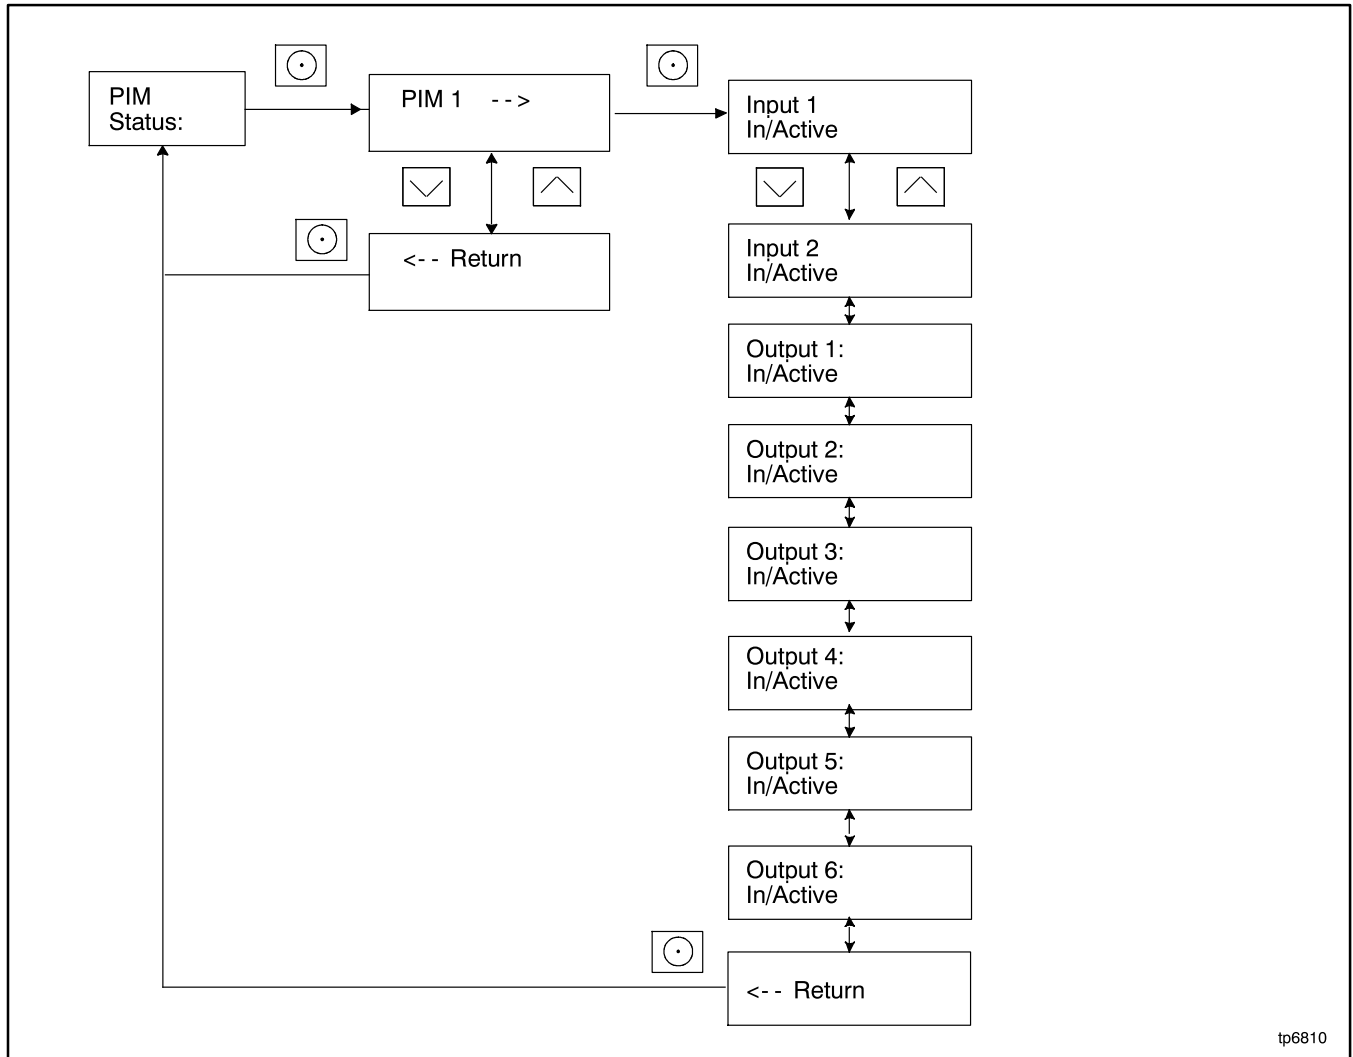 PIM
Status:
PIM 1 - - >
<- - Return
Input 1
In/Active
Input 2
In/Active
Output 1:
In/Active
Output 2:
In/Active
Output 3:
In/Active
Output 4:
In/Active
Output 5:
In/Active
Output 6:
In/Active
<- - Return
tp6810